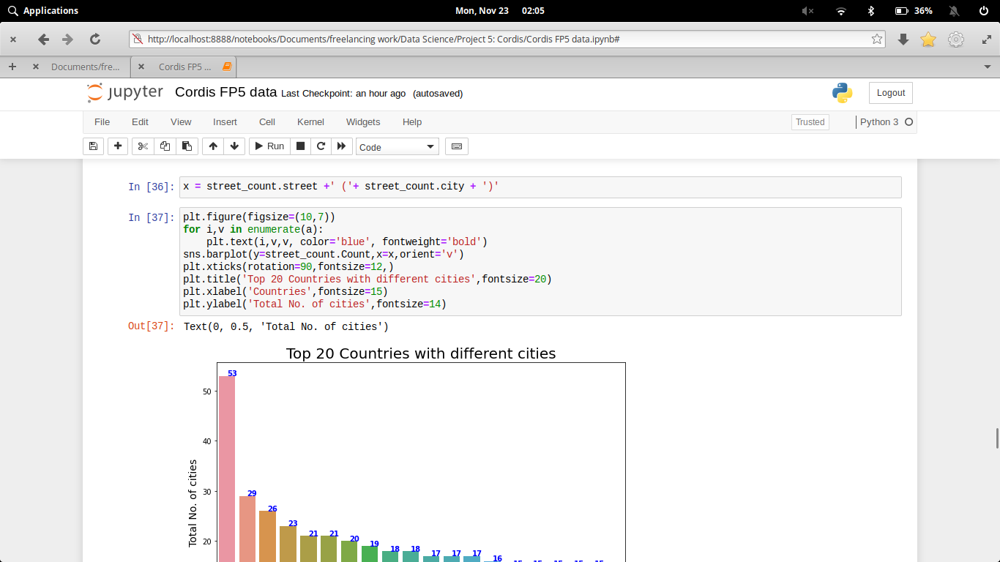 Applications
Mon, Nov 23 02:05
36%
http://localhost:8888/notebooks/Documents/freelancing work/Data Science/Project 5: Cordis/Cordis FP5 data.ipynb#
Documents/fre...
Cordis FP5 ...
jupyter Cordis FP5 data Last Checkpoint: an hour ago (autosaved)
Logout
File Edit View Insert Cell Kernel Widgets Help
Trusted
Python 3
Run
Code
In [36]: x = street_count.street +' ('+ street_count.city + ')'
In [37]: plt.figure(figsize=(10,7))
for i,v in enumerate(a):
    plt.text(i,v,v, color='blue', fontweight='bold')
sns.barplot(y=street_count.Count,x=x,orient='v')
plt.xticks(rotation=90,fontsize=12,)
plt.title('Top 20 Countries with different cities',fontsize=20)
plt.xlabel('Countries',fontsize=15)
plt.ylabel('Total No. of cities',fontsize=14)
Out[37]: Text(0, 0.5, 'Total No. of cities')
Top 20 Countries with different cities
Total No. of cities
50
40
30
20
53
29
26
23
21
21
20
19
18
18
17
17
17
16
15
15
15
15
15